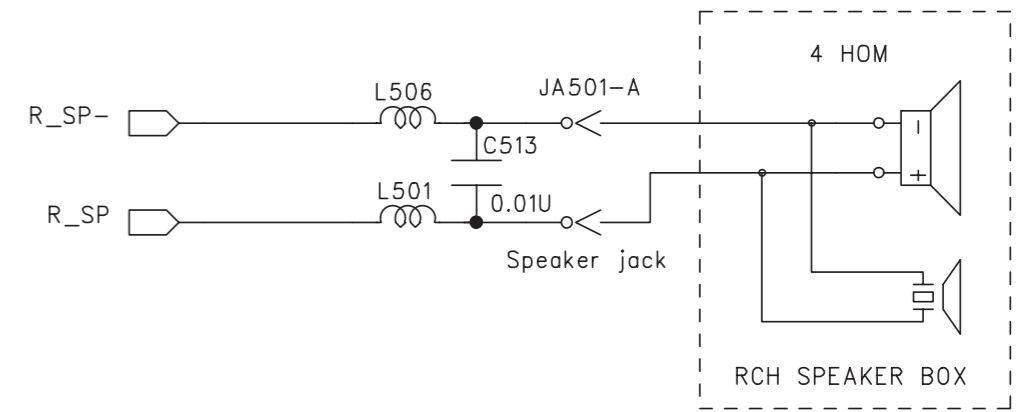 4 HOM
R_SP-
L506
JA501-A
C513
-
R_SP
L501
0.01U
+
Speaker jack
RCH SPEAKER BOX